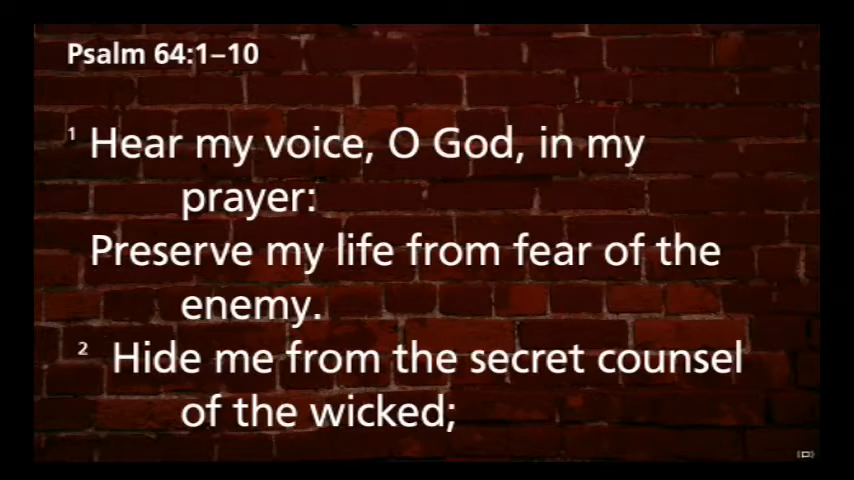 Psalm 64:1–10
1 Hear my voice, O God, in my
prayer:
Preserve my life from fear of the
enemy.
2 Hide me from the secret counsel
of the wicked;